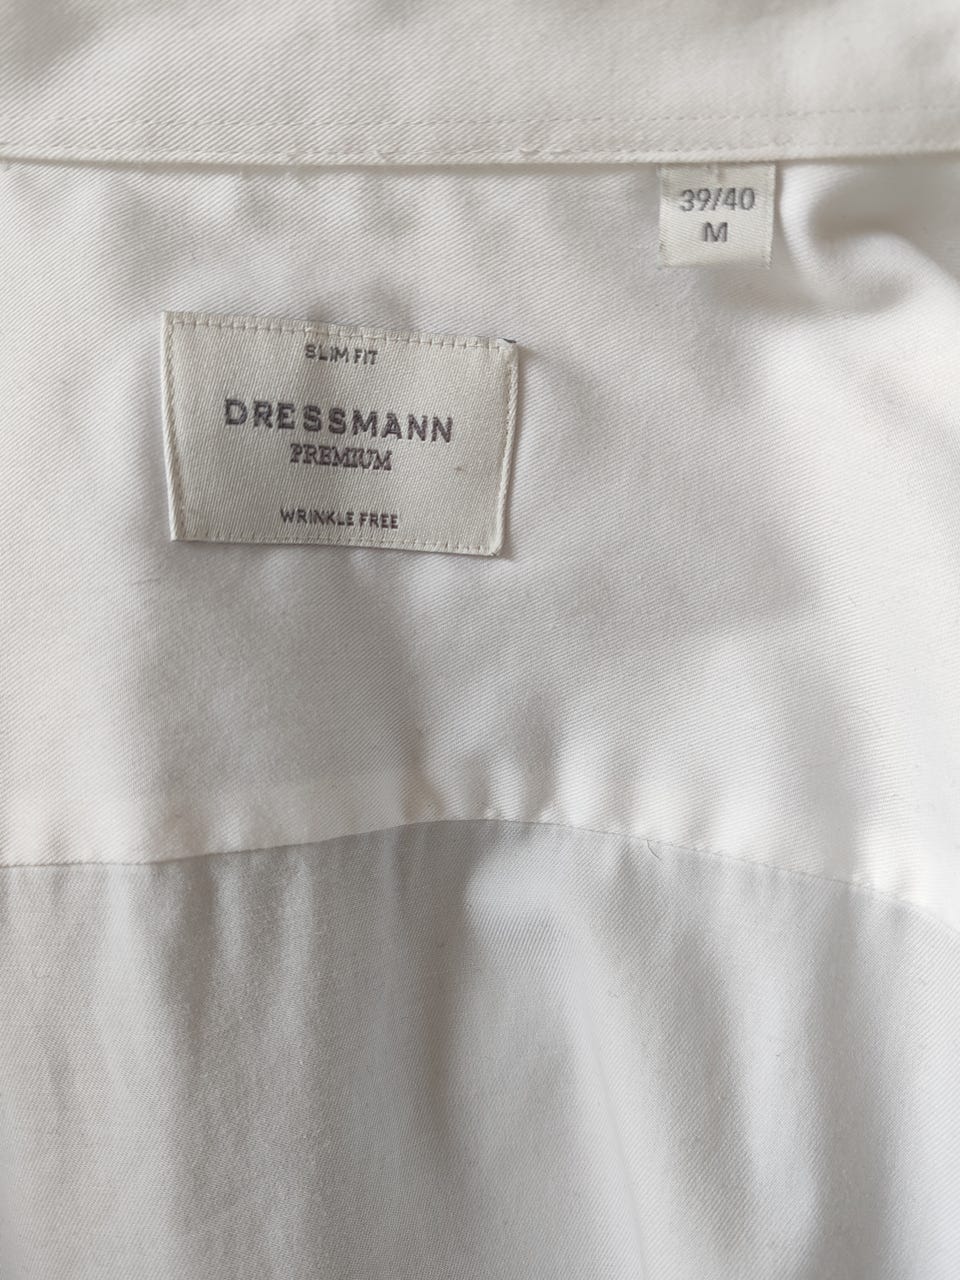 39/40
M
SLIM FIT
DRESSMANN
PREMIUM
WRINKLE FREE